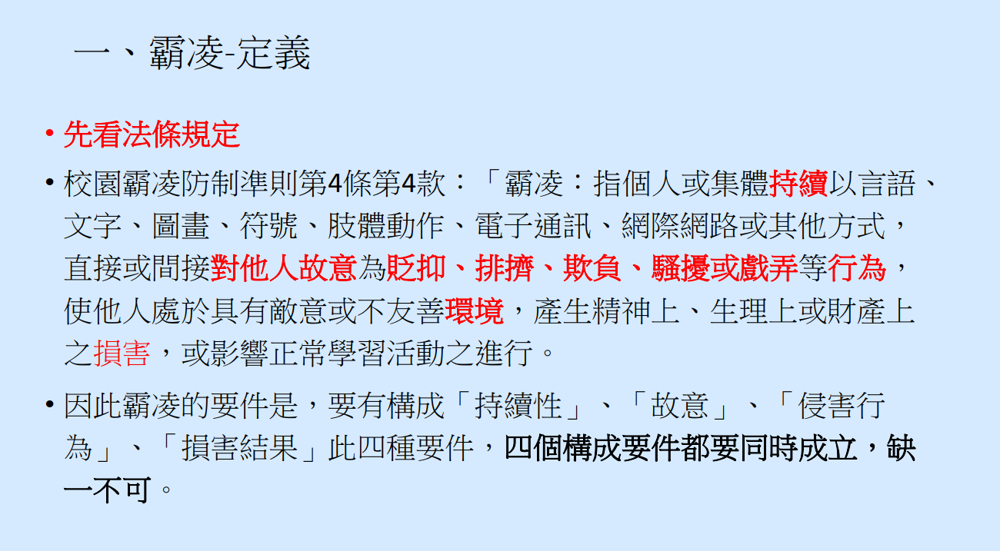 一、霸凌-定義
• 先看法條規定
• 校園霸凌防制準則第4條第4款：「霸凌：指個人或集體持續以言語、
文字、圖畫、符號、肢體動作、電子通訊、網際網路或其他方式，
直接或間接對他人故意為貶抑、排擠、欺負、騷擾或戲弄等行為，
使他人處於具有敵意或不友善環境，產生精神上、生理上或財產上
之損害，或影響正常學習活動之進行。
• 因此霸凌的要件是，要有構成「持續性」、「故意」、「侵害行
為」、「損害結果」此四種要件，四個構成要件都要同時成立，缺
一不可。